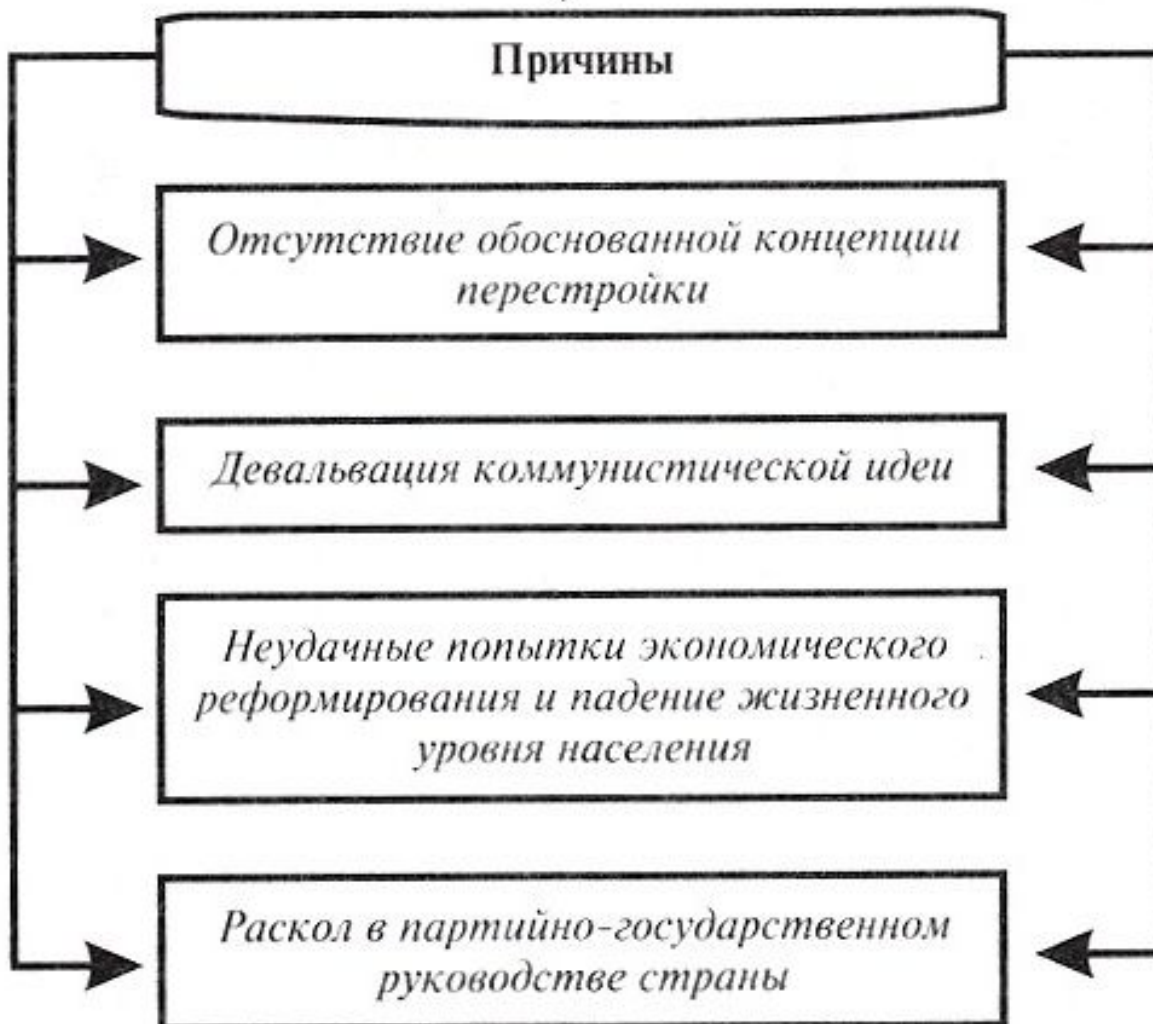 Причины
Отсутствие обоснованной концепции
перестройки
Девальвация коммунистической идеи
Неудачные попытки экономического
реформирования и падение жизненного
уровня населения
Раскол в партийно-государственном
руководстве страны